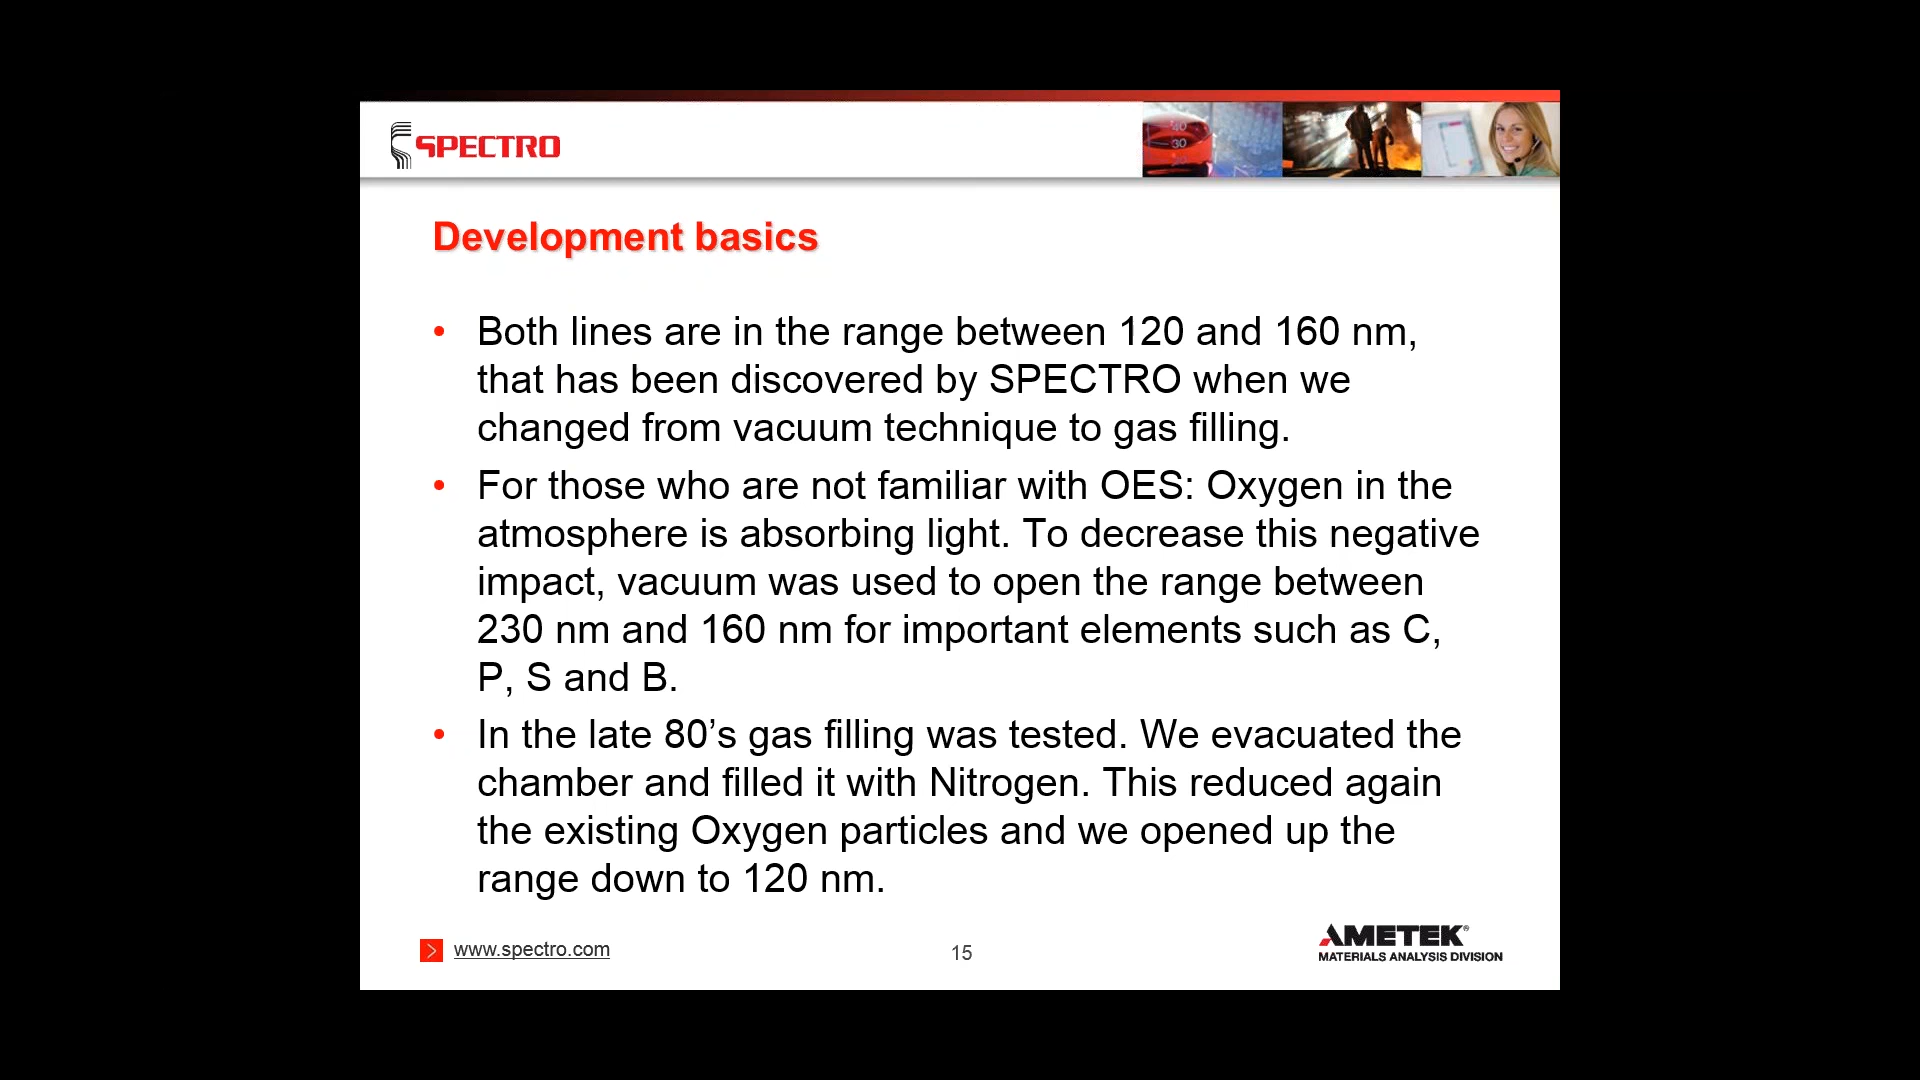 SPECTRO
40
30
Development basics
• Both lines are in the range between 120 and 160 nm,
that has been discovered by SPECTRO when we
changed from vacuum technique to gas filling.
• For those who are not familiar with OES: Oxygen in the
atmosphere is absorbing light. To decrease this negative
impact, vacuum was used to open the range between
230 nm and 160 nm for important elements such as C,
P, S and B.
• In the late 80’s gas filling was tested. We evacuated the
chamber and filled it with Nitrogen. This reduced again
the existing Oxygen particles and we opened up the
range down to 120 nm.
www.spectro.com
15
AMETEK®
MATERIALS ANALYSIS DIVISION